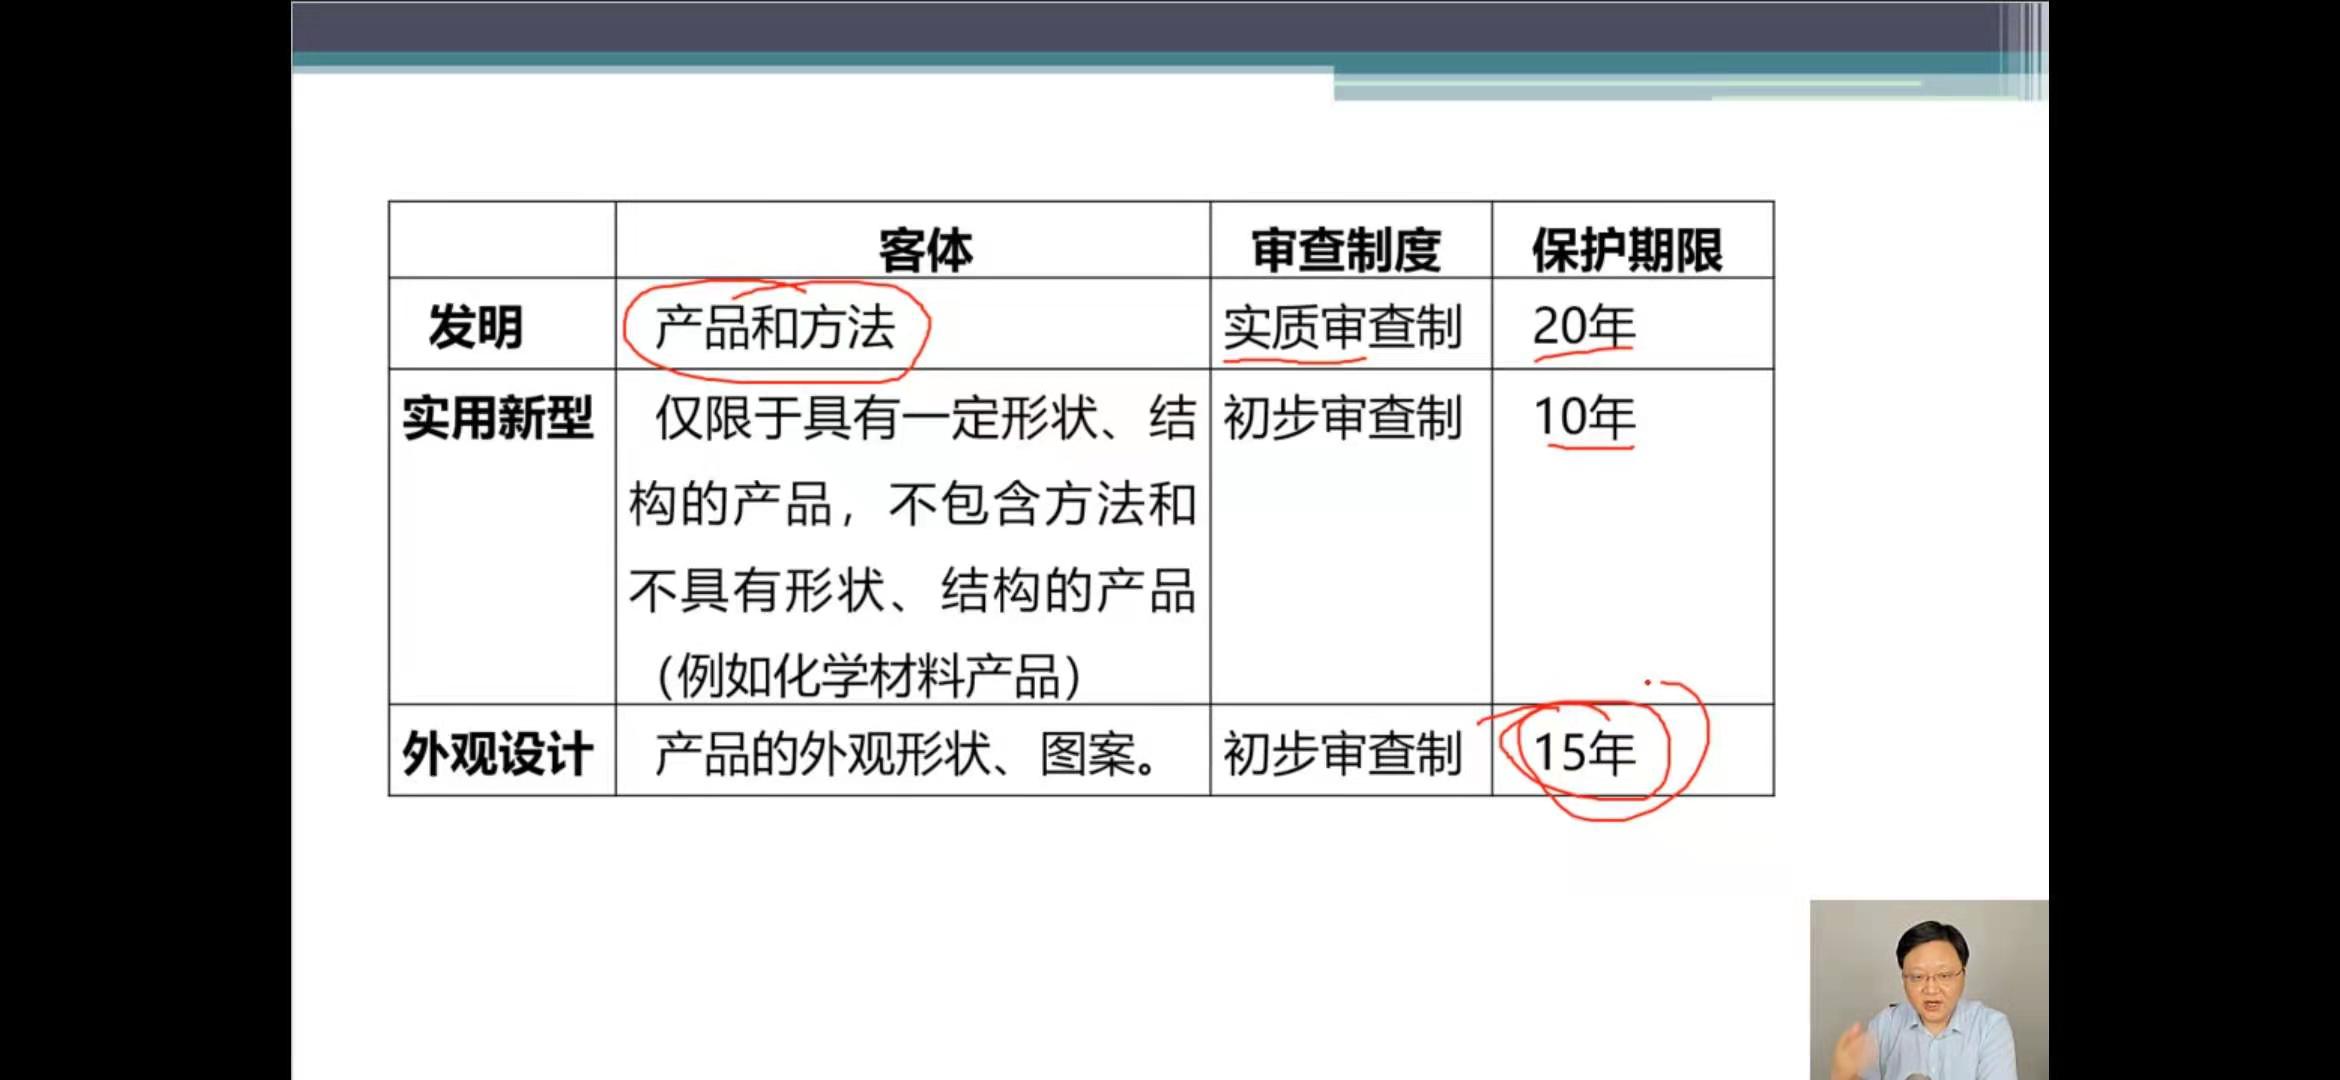 客体 审查制度 保护期限
发明 产品和方法 实质审查制 20年
实用新型 仅限于具有一定形状、结 初步审查制 10年
构的产品，不包含方法和
不具有形状、结构的产品
（例如化学材料产品）
外观设计 产品的外观形状、图案。 初步审查制 15年